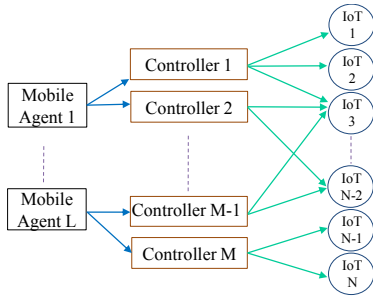 IoT
1
Controller 1
IoT
2
Mobile
Agent 1
Controller 2
IoT
3
Mobile
Agent L
Controller M-1
IoT
N-2
Controller M
IoT
N-1
IoT
N